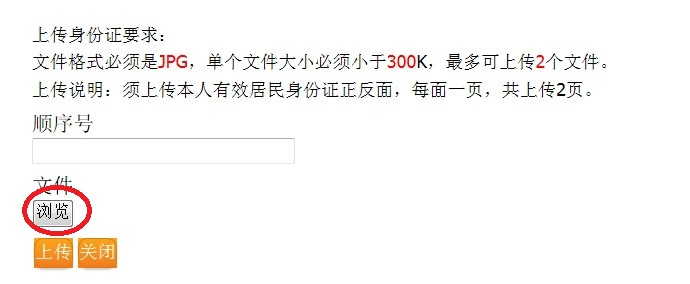 上传身份证要求：
文件格式必须是JPG，单个文件大小必须小于300K，最多可上传2个文件。
上传说明：须上传本人有效居民身份证正反面，每面一页，共上传2页。
顺序号
文件
浏览
上传 关闭